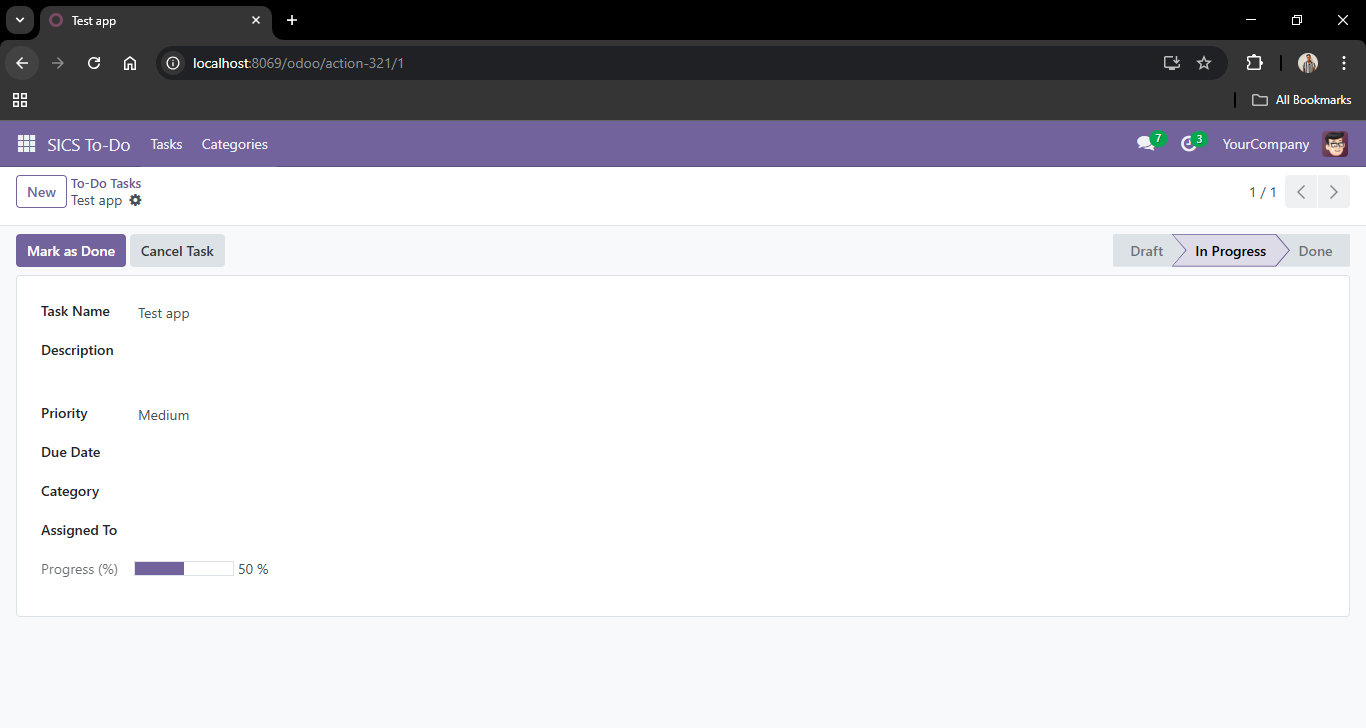 Test app
localhost:8069/odoo/action-321/1
All Bookmarks
SICS To-Do Tasks Categories 7 3 YourCompany
New To-Do Tasks
Test app 1 / 1
Mark as Done Cancel Task Draft In Progress Done
Task Name Test app
Description
Priority Medium
Due Date
Category
Assigned To
Progress (%) 50 %